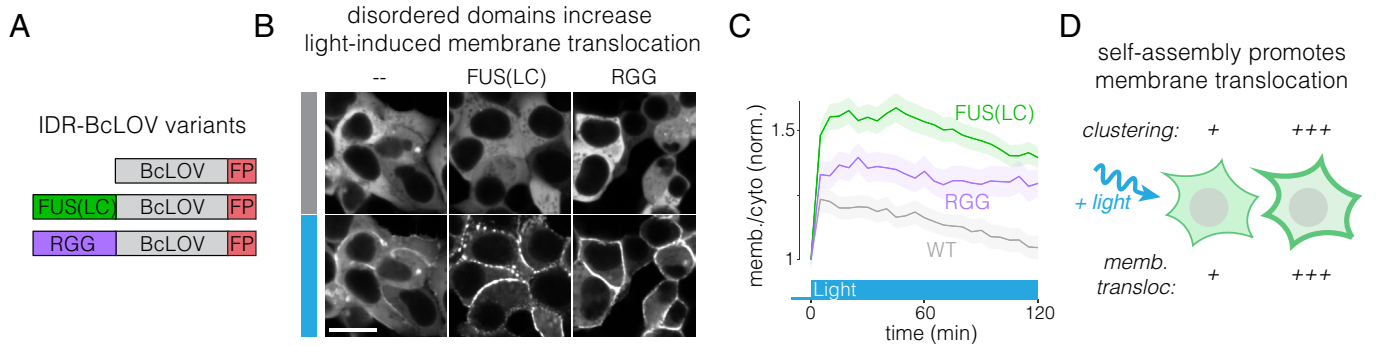 A
IDR-BcLOV variants
BcLOV FP
FUS(LC) BcLOV FP
RGG BcLOV FP
B
disordered domains increase
light-induced membrane translocation
-- FUS(LC) RGG
C
memb./cyto (norm.)
1.5
1
FUS(LC)
RGG
WT
Light
0 60 120
time (min)
D
self-assembly promotes
membrane translocation
clustering: + +++
+ light
memb.
transloc: + +++